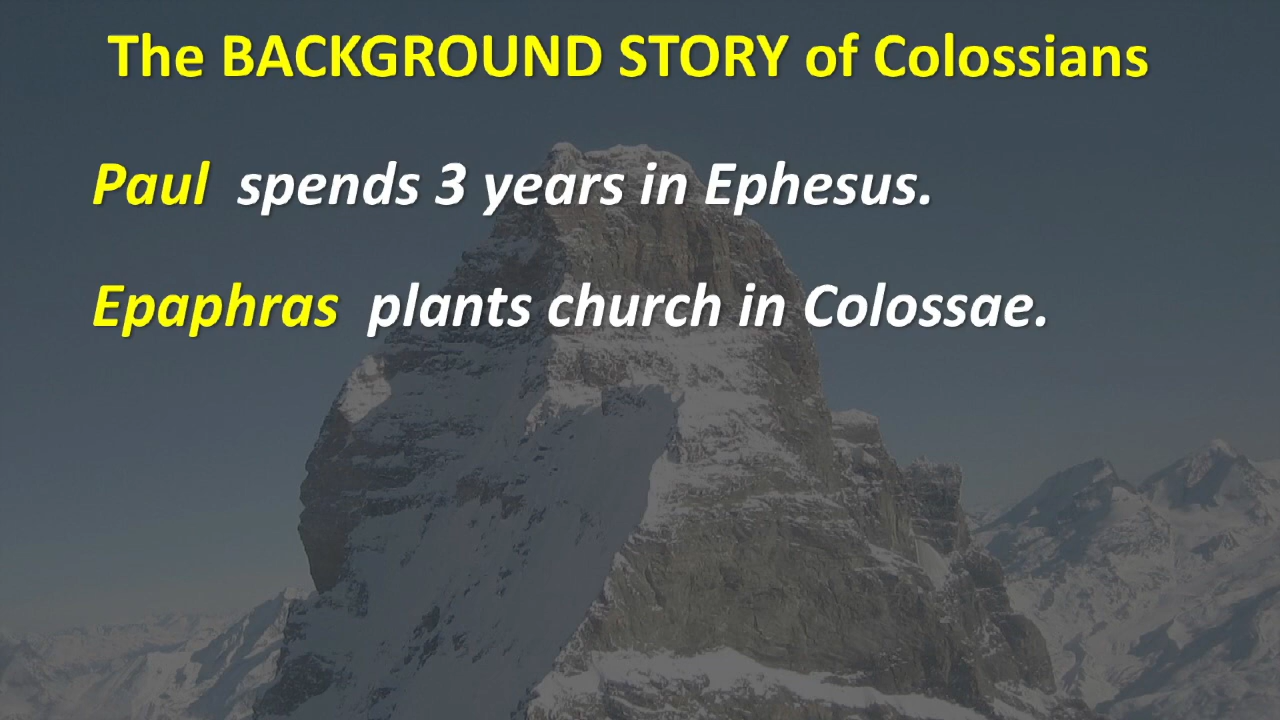 The BACKGROUND STORY of Colossians
Paul spends 3 years in Ephesus.
Epaphras plants church in Colossae.